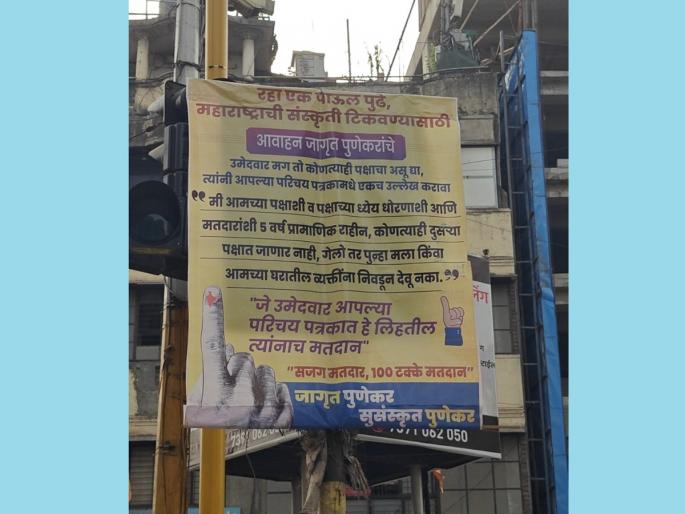 रहा एक पाऊल पुढे,
महाराष्ट्राची संस्कृती टिकवण्यासाठी
आवाहन जागृत पुणेकरांचे
उमेदवार मग तो कोणत्याही पक्षाचा असू द्या,
त्यांनी आपल्या परिचय पत्रकामधे एकच उल्लेख करावा
"मी आमच्या पक्षाशी व पक्षाच्या ध्येय धोरणाशी आणि
मतदारांशी 5 वर्ष प्रामाणिक राहीन, कोणत्याही दुसऱ्या
पक्षात जाणार नाही, गेलो तर पुन्हा मला किंवा
आमच्या घरातील व्यक्तींना निवडून देवू नका."
"जे उमेदवार आपल्या
परिचय पत्रकात हे लिहतील
त्यांनाच मतदान"
"सजग मतदार, 100 टक्के मतदान"
जागृत पुणेकर
सुसंस्कृत पुणेकर
062 050